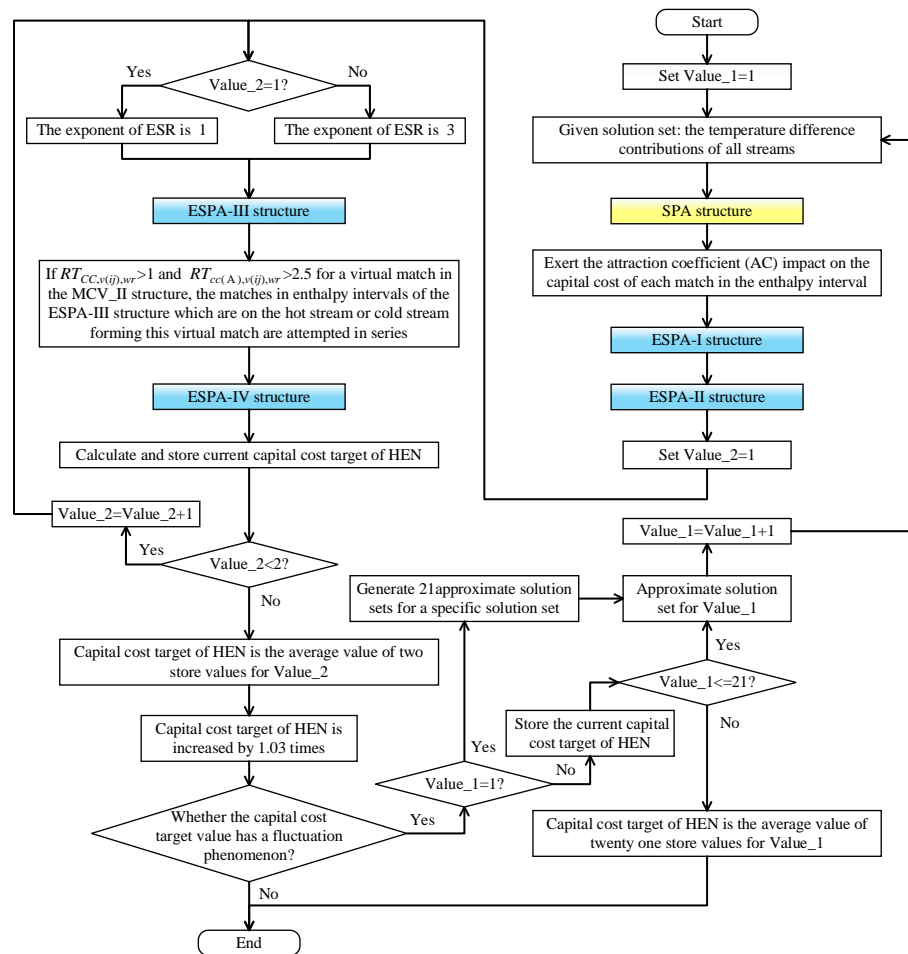 Start
Set Value_1=1
Given solution set: the temperature difference
contributions of all streams
SPA structure
Exert the attraction coefficient (AC) impact on the
capital cost of each match in the enthalpy interval
ESPA-I structure
ESPA-II structure
Set Value_2=1
Value_2=1?
Yes
No
The exponent of ESR is 1
The exponent of ESR is 3
ESPA-III structure
If RT_{CC,v(ij),wr}>1 and RT_{cc(A),v(ij),wr}>2.5 for a virtual match in
the MCV_II structure, the matches in enthalpy intervals of the
ESPA-III structure which are on the hot stream or cold stream
forming this virtual match are attempted in series
ESPA-IV structure
Calculate and store current capital cost target of HEN
Value_2=Value_2+1
Yes
Value_2<2?
No
Capital cost target of HEN is the average value of two
store values for Value_2
Capital cost target of HEN is
increased by 1.03 times
Whether the capital cost
target value has a fluctuation
phenomenon?
Yes
No
Value_1=1?
Yes
No
Generate 21approximate solution
sets for a specific solution set
Store the current capital
cost target of HEN
Value_1=Value_1+1
Approximate solution
set for Value_1
Yes
Value_1<=21?
No
Capital cost target of HEN is the average value of
twenty one store values for Value_1
End